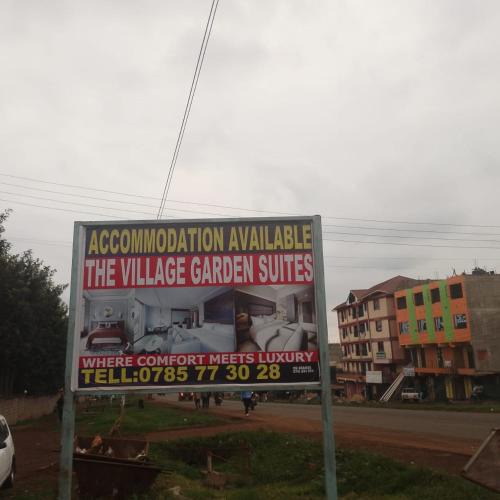 ACCOMMODATION AVAILABLE
THE VILLAGE GARDEN SUITES
WHERE COMFORT MEETS LUXURY
TELL:0785 77 30 28